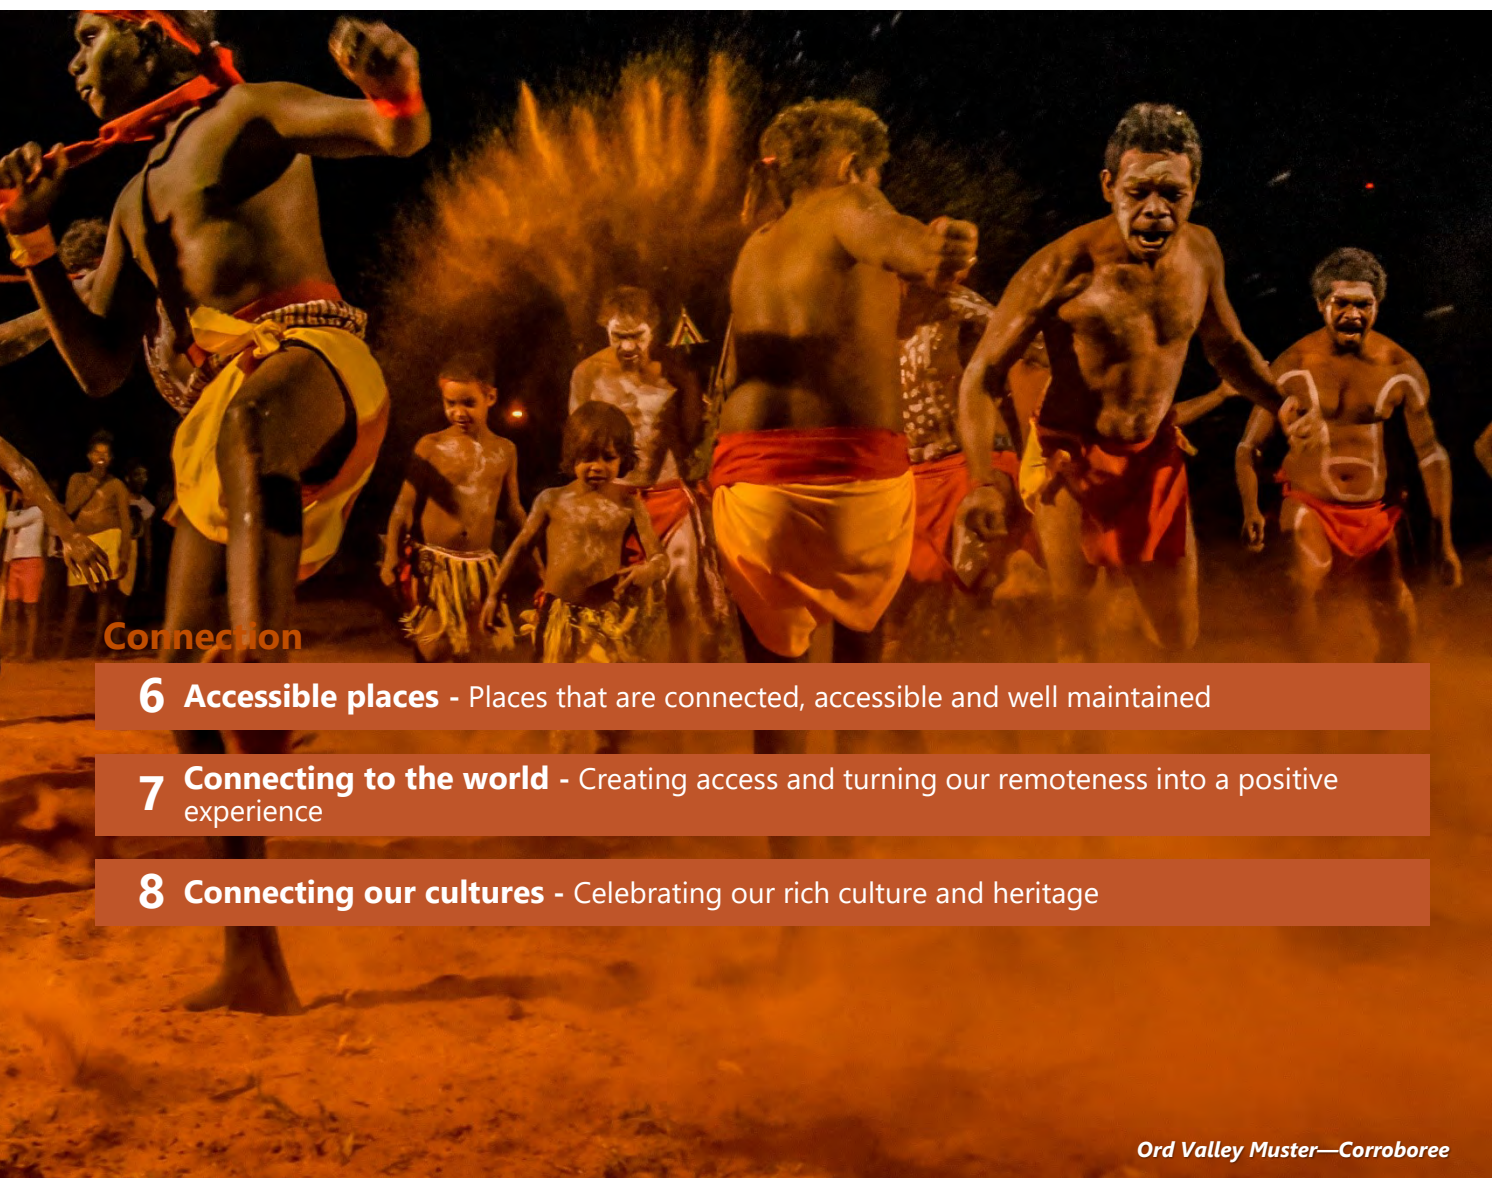 Connection
6 Accessible places - Places that are connected, accessible and well maintained
7 Connecting to the world - Creating access and turning our remoteness into a positive
experience
8 Connecting our cultures - Celebrating our rich culture and heritage
Ord Valley Muster—Corroboree